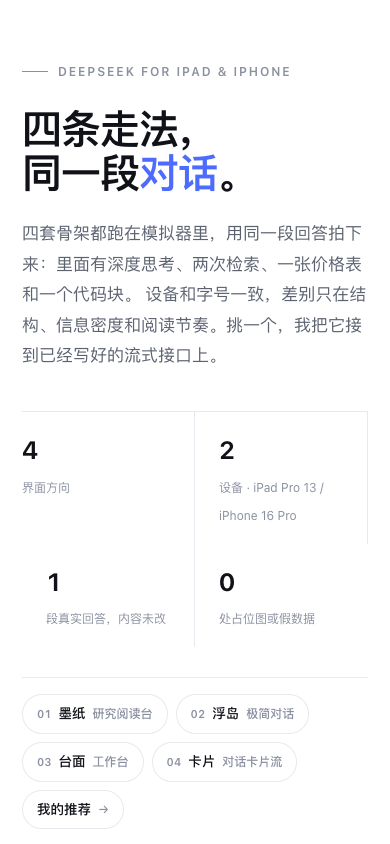 DEEPSEEK FOR IPAD & IPHONE
四条走法，
同一段对话。
四套骨架都跑在模拟器里，用同一段回答拍下
来：里面有深度思考、两次检索、一张价格表
和一个代码块。 设备和字号一致，差别只在结
构、信息密度和阅读节奏。挑一个，我把它接
到已经写好的流式接口上。
4
界面方向
2
设备 · iPad Pro 13 /
iPhone 16 Pro
1
段真实回答，内容未改
0
处占位图或假数据
01 墨纸 研究阅读台
02 浮岛 极简对话
03 台面 工作台
04 卡片 对话卡片流
我的推荐 →